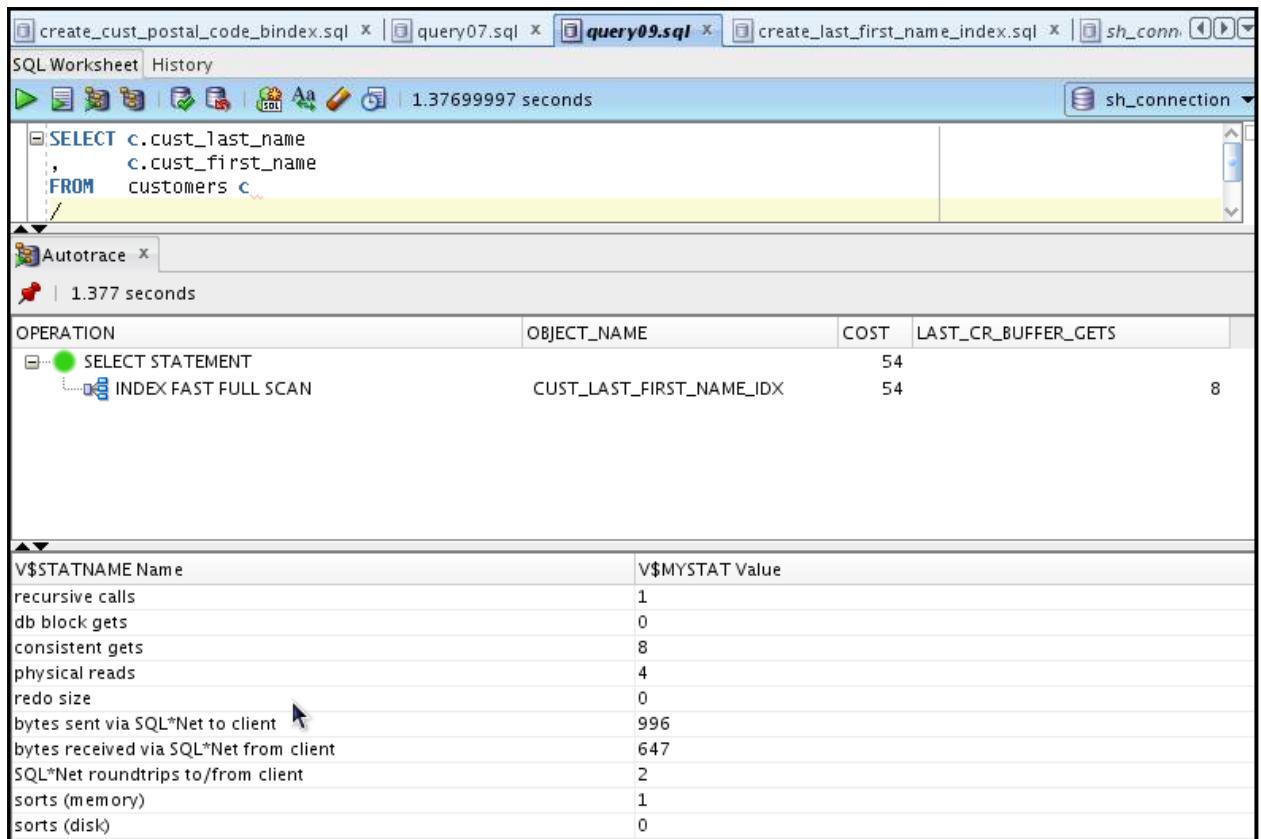 create_cust_postal_code_bindex.sql x query07.sql x query09.sql x create_last_first_name_index.sql x sh_conn
SQL Worksheet History
1.37699997 seconds sh_connection
SELECT c.cust_last_name
, c.cust_first_name
FROM customers c
/
Autotrace x
1.377 seconds
OPERATION OBJECT_NAME COST LAST_CR_BUFFER_GETS
SELECT STATEMENT 54
INDEX FAST FULL SCAN CUST_LAST_FIRST_NAME_IDX 54 8
V$STATNAME Name V$MYSTAT Value
recursive calls 1
db block gets 0
consistent gets 8
physical reads 4
redo size 0
bytes sent via SQL*Net to client 996
bytes received via SQL*Net from client 647
SQL*Net roundtrips to/from client 2
sorts (memory) 1
sorts (disk) 0